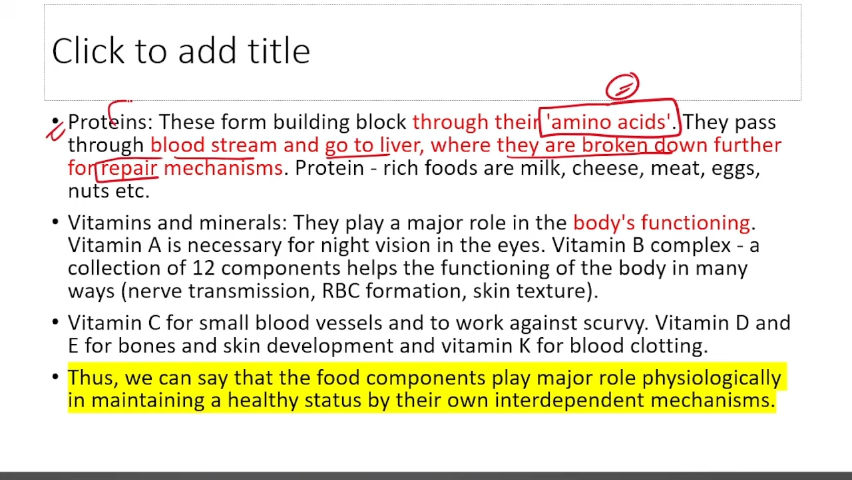 Click to add title
• Proteins: These form building block through their 'amino acids'. They pass
through blood stream and go to liver, where they are broken down further
for repair mechanisms. Protein - rich foods are milk, cheese, meat, eggs,
nuts etc.
• Vitamins and minerals: They play a major role in the body's functioning.
Vitamin A is necessary for night vision in the eyes. Vitamin B complex - a
collection of 12 components helps the functioning of the body in many
ways (nerve transmission, RBC formation, skin texture).
• Vitamin C for small blood vessels and to work against scurvy. Vitamin D and
E for bones and skin development and vitamin K for blood clotting.
• Thus, we can say that the food components play major role physiologically
in maintaining a healthy status by their own interdependent mechanisms.